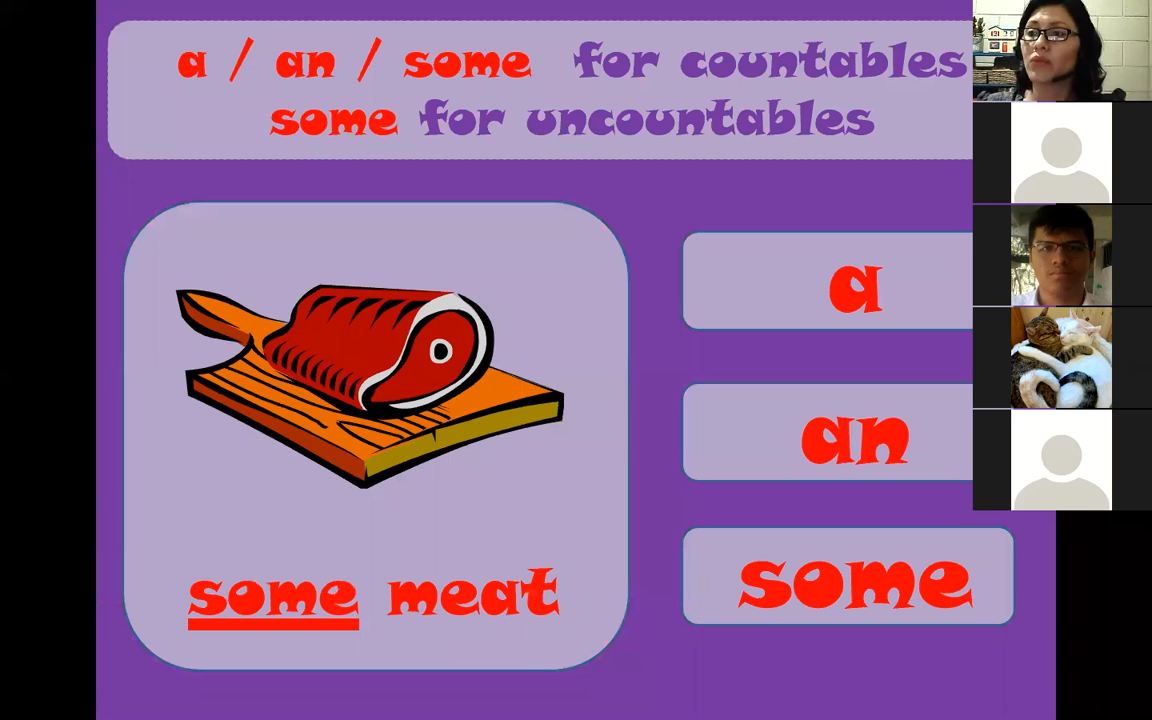 a / an / some for countables
some for uncountables
a
an
some meat
some